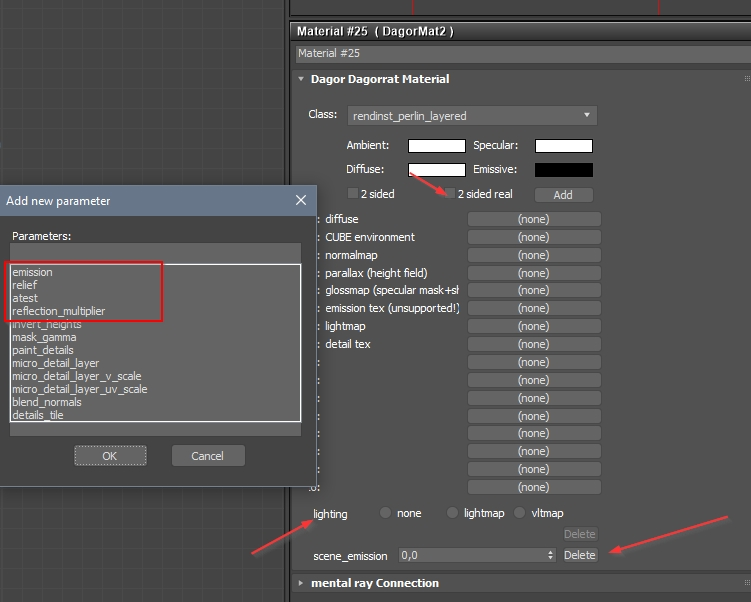 Material #25 ( DagorMat2 )
Material #25
Dagor Dagorrat Material
Class: rendinst_perlin_layered
Ambient: Specular:
Diffuse: Emissive:
2 sided 2 sided real Add
: diffuse (none)
: CUBE environment (none)
: normalmap (none)
: parallax (height field) (none)
: glossmap (specular mask+sh (none)
: emission tex (unsupported!) (none)
: lightmap (none)
: detail tex (none)
: (none)
: (none)
: (none)
: (none)
: (none)
: (none)
: (none)
.0: (none)
lighting none lightmap vltmap
Delete
scene_emission 0,0 Delete
mental ray Connection
Add new parameter
Parameters:
emission
relief
atest
reflection_multiplier
invert_heights
mask_gamma
paint_details
micro_detail_layer
micro_detail_layer_v_scale
micro_detail_layer_uv_scale
blend_normals
details_tile
OK Cancel